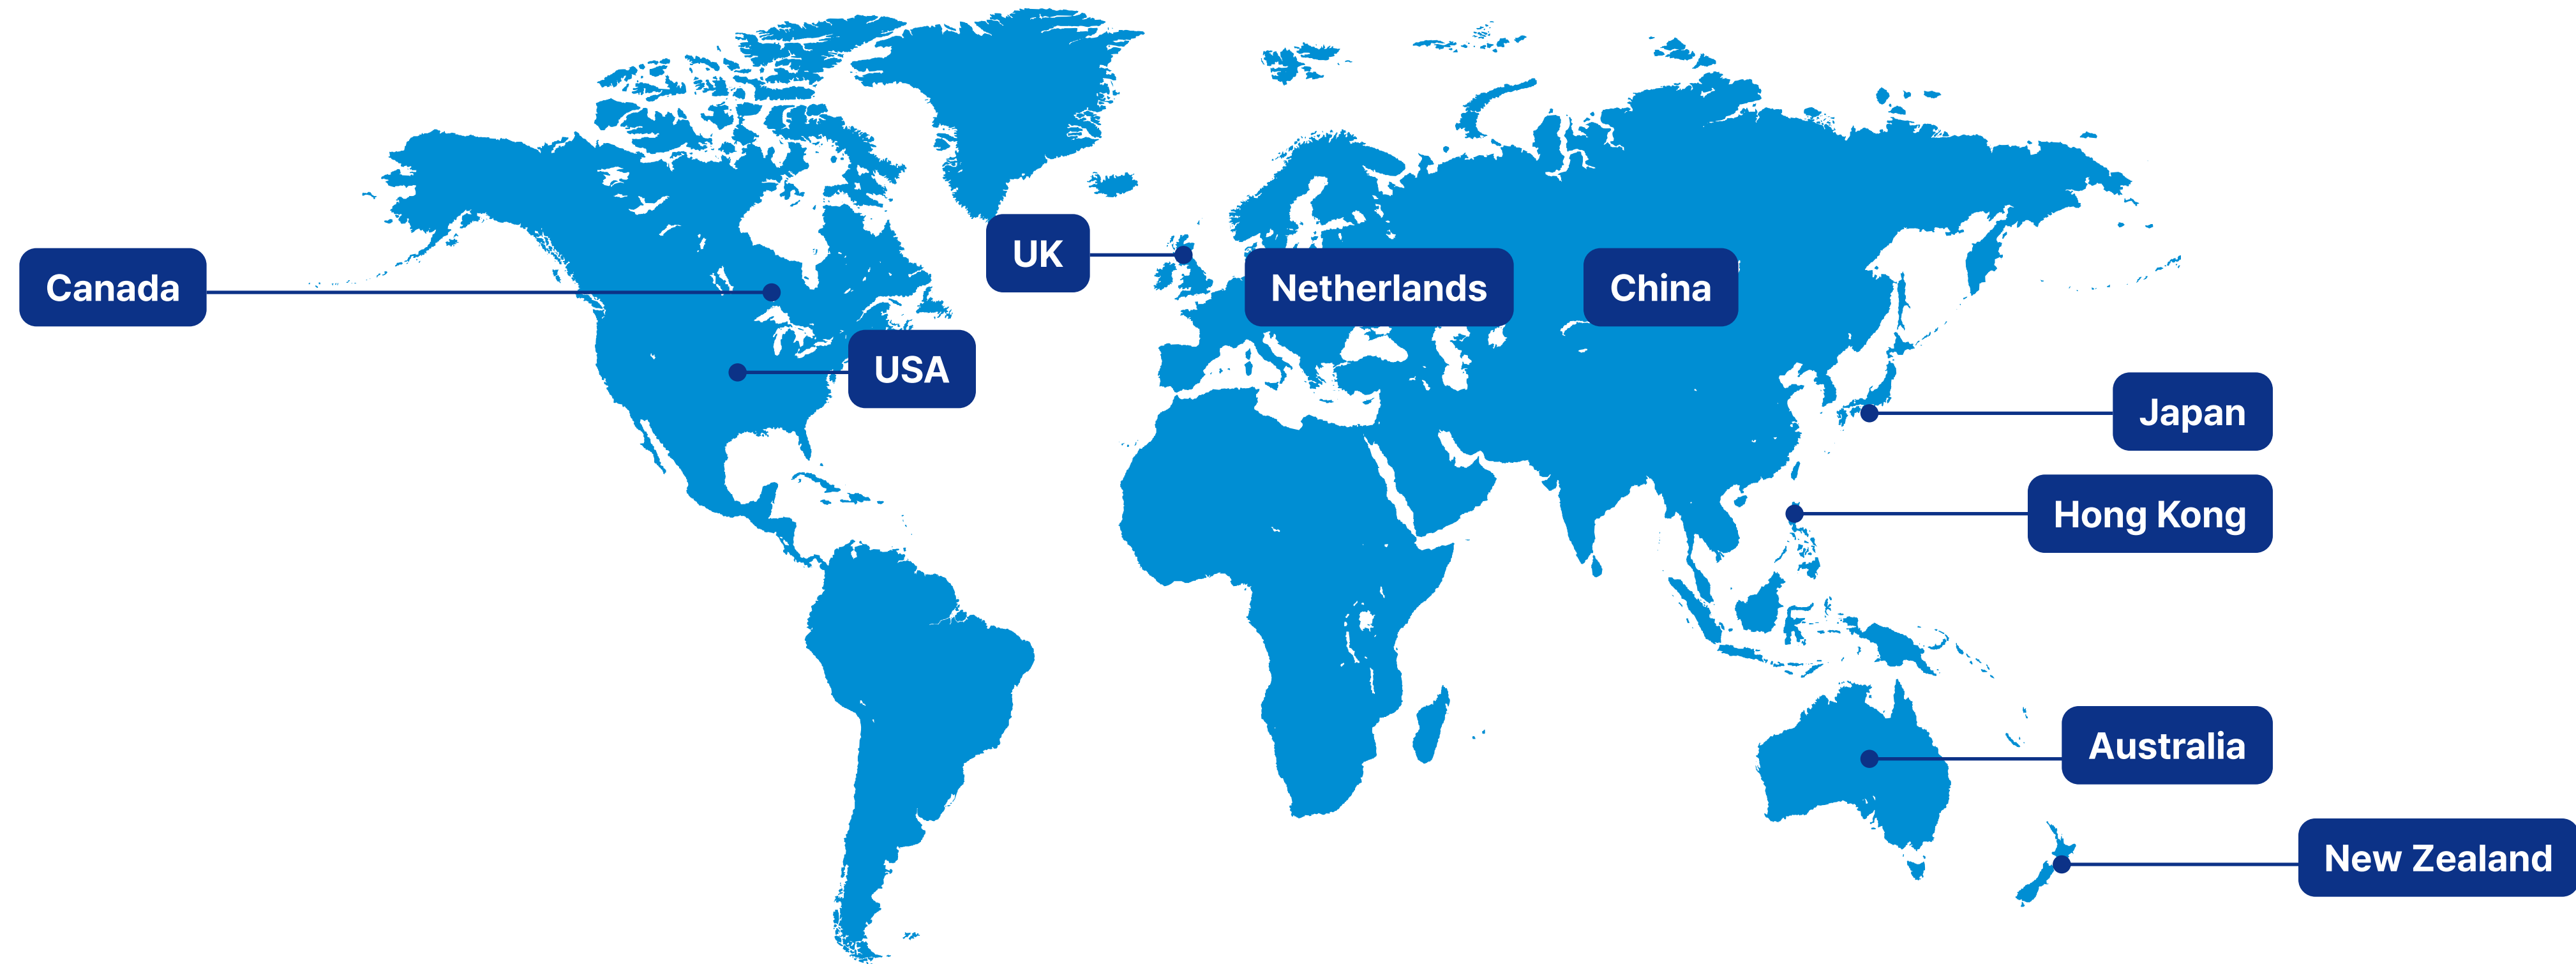 UK
Canada
Netherlands
China
USA
Japan
Hong Kong
Australia
New Zealand